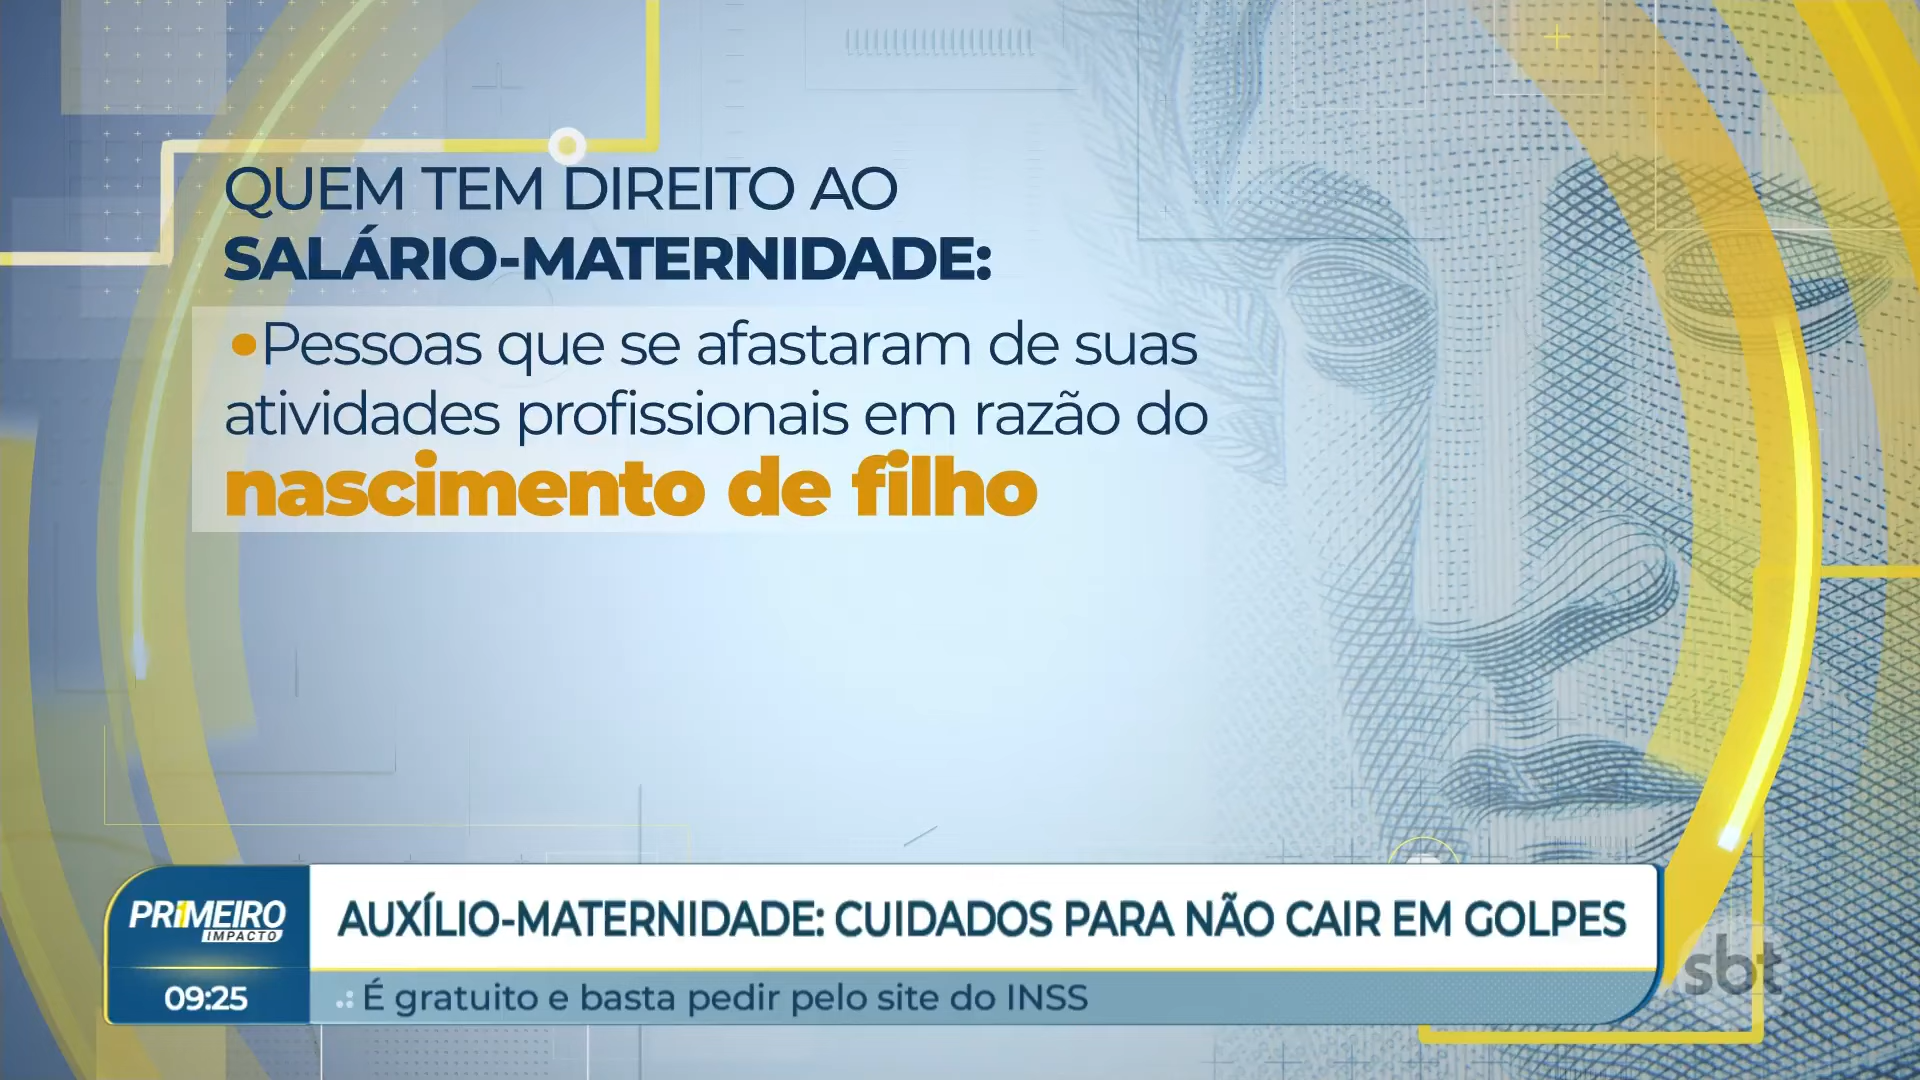 QUEM TEM DIREITO AO
SALÁRIO-MATERNIDADE:
•Pessoas que se afastaram de suas
atividades profissionais em razão do
nascimento de filho
PRIMEIRO
IMPACTO
AUXÍLIO-MATERNIDADE: CUIDADOS PARA NÃO CAIR EM GOLPES
09:25
.: É gratuito e basta pedir pelo site do INSS
sbt